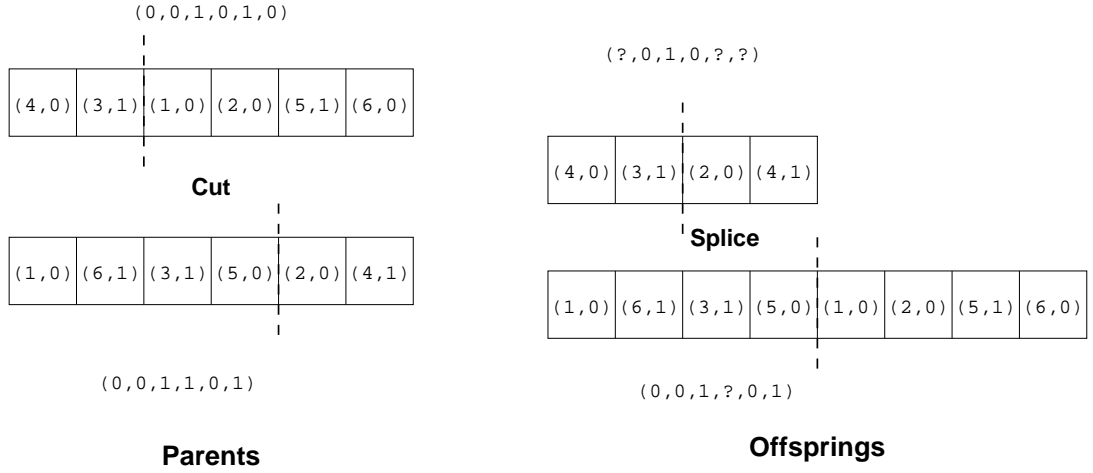 (0,0,1,0,1,0)
(4,0) (3,1) (1,0) (2,0) (5,1) (6,0)
Cut
(1,0) (6,1) (3,1) (5,0) (2,0) (4,1)
(0,0,1,1,0,1)
Parents
(?,0,1,0,?,?)
(4,0) (3,1) (2,0) (4,1)
Splice
(1,0) (6,1) (3,1) (5,0) (1,0) (2,0) (5,1) (6,0)
(0,0,1,?,0,1)
Offsprings